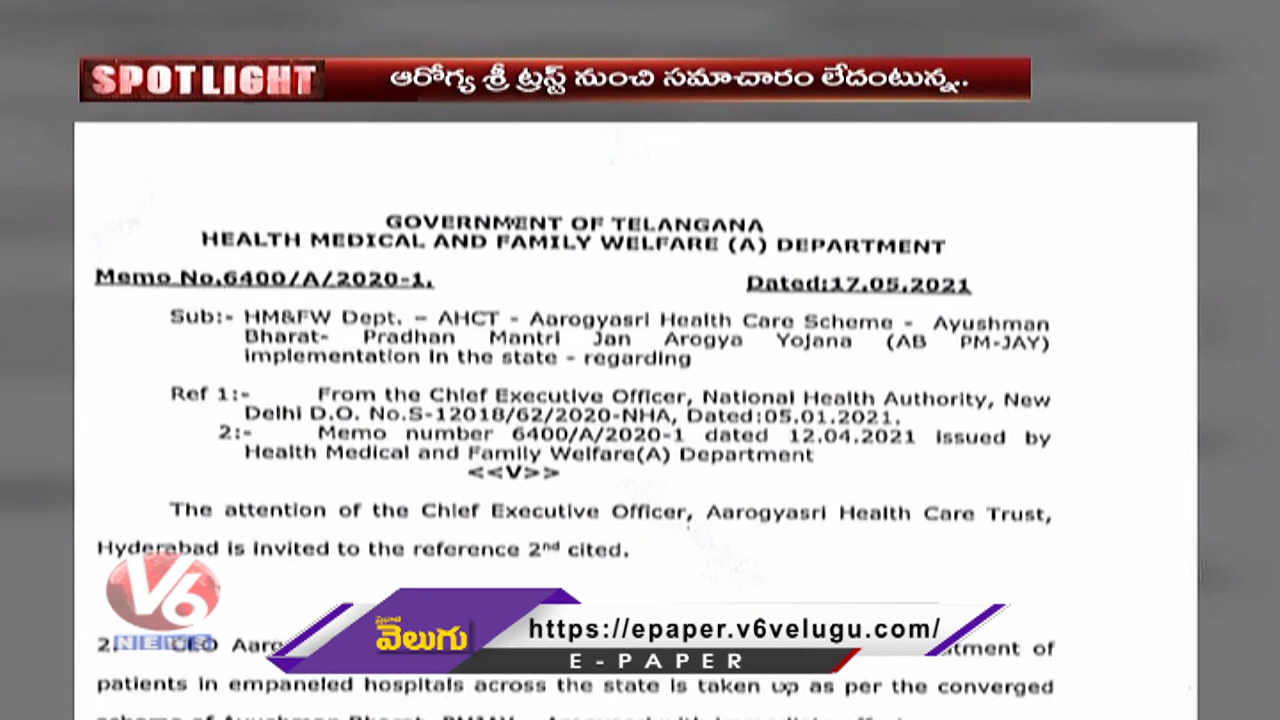 SPOTLIGHT ఆరోగ్య శ్రీ ట్రస్ట్ నుంచి సమాచారం లేదంటున్న..
GOVERNMENT OF TELANGANA
HEALTH MEDICAL AND FAMILY WELFARE (A) DEPARTMENT
Memo No.6400/A/2020-1, Dated:17.05.2021
Sub:- HM&FW Dept. – AHCT - Aarogyasri Health Care Scheme - Ayushman
Bharat- Pradhan Mantri Jan Arogya Yojana (AB PM-JAY)
implementation in the state - regarding
Ref 1:- From the Chief Executive Officer, National Health Authority, New
Delhi D.O. No.S-12018/62/2020-NHA, Dated:05.01.2021.
2:- Memo number 6400/A/2020-1 dated 12.04.2021 issued by
Health Medical and Family Welfare(A) Department
<<V>>
The attention of the Chief Executive Officer, Aarogyasri Health Care Trust,
Hyderabad is invited to the reference 2nd cited.
V6
NEWS
వెలుగు
https://epaper.v6velugu.com/
E-PAPER
2. CEO of
patients in empaneled hospitals across the state is taken up as per the converged